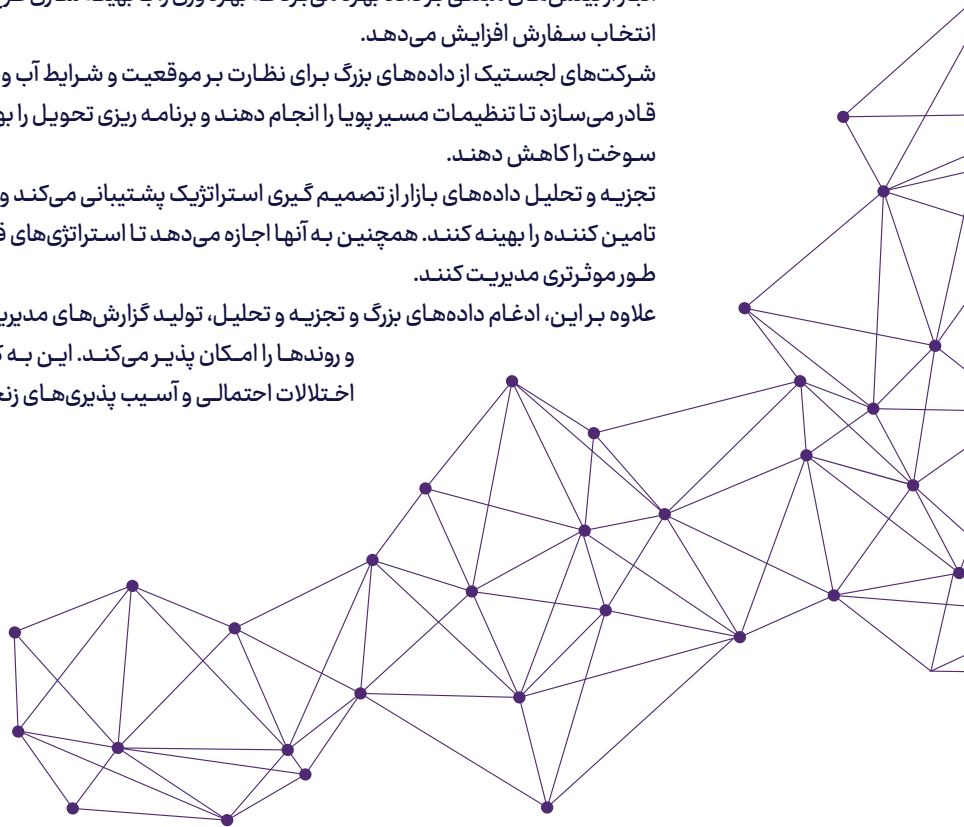 انتخاب سفارش افزایش می‌دهد.
شرکت‌های لجستیک از داده‌های بزرگ برای نظارت بر موقعیت و شرایط آب و
قادر می‌سازد تا تنظیمات مسیر پویا را انجام دهند و برنامه ریزی تحویل را
سوخت را کاهش دهند.
تجزیه و تحلیل داده‌های بازار از تصمیم گیری استراتژیک پشتیبانی می‌کند و
تامین کننده را بهینه کنند. همچنین به آنها اجازه می‌دهد تا استراتژی‌های
طور موثرتری مدیریت کنند.
علاوه بر این، ادغام داده‌های بزرگ و تجزیه و تحلیل، تولید گزارش‌های
و روندها را امکان پذیر می‌کند. این به
اختلالات احتمالی و آسیب پذیری‌های